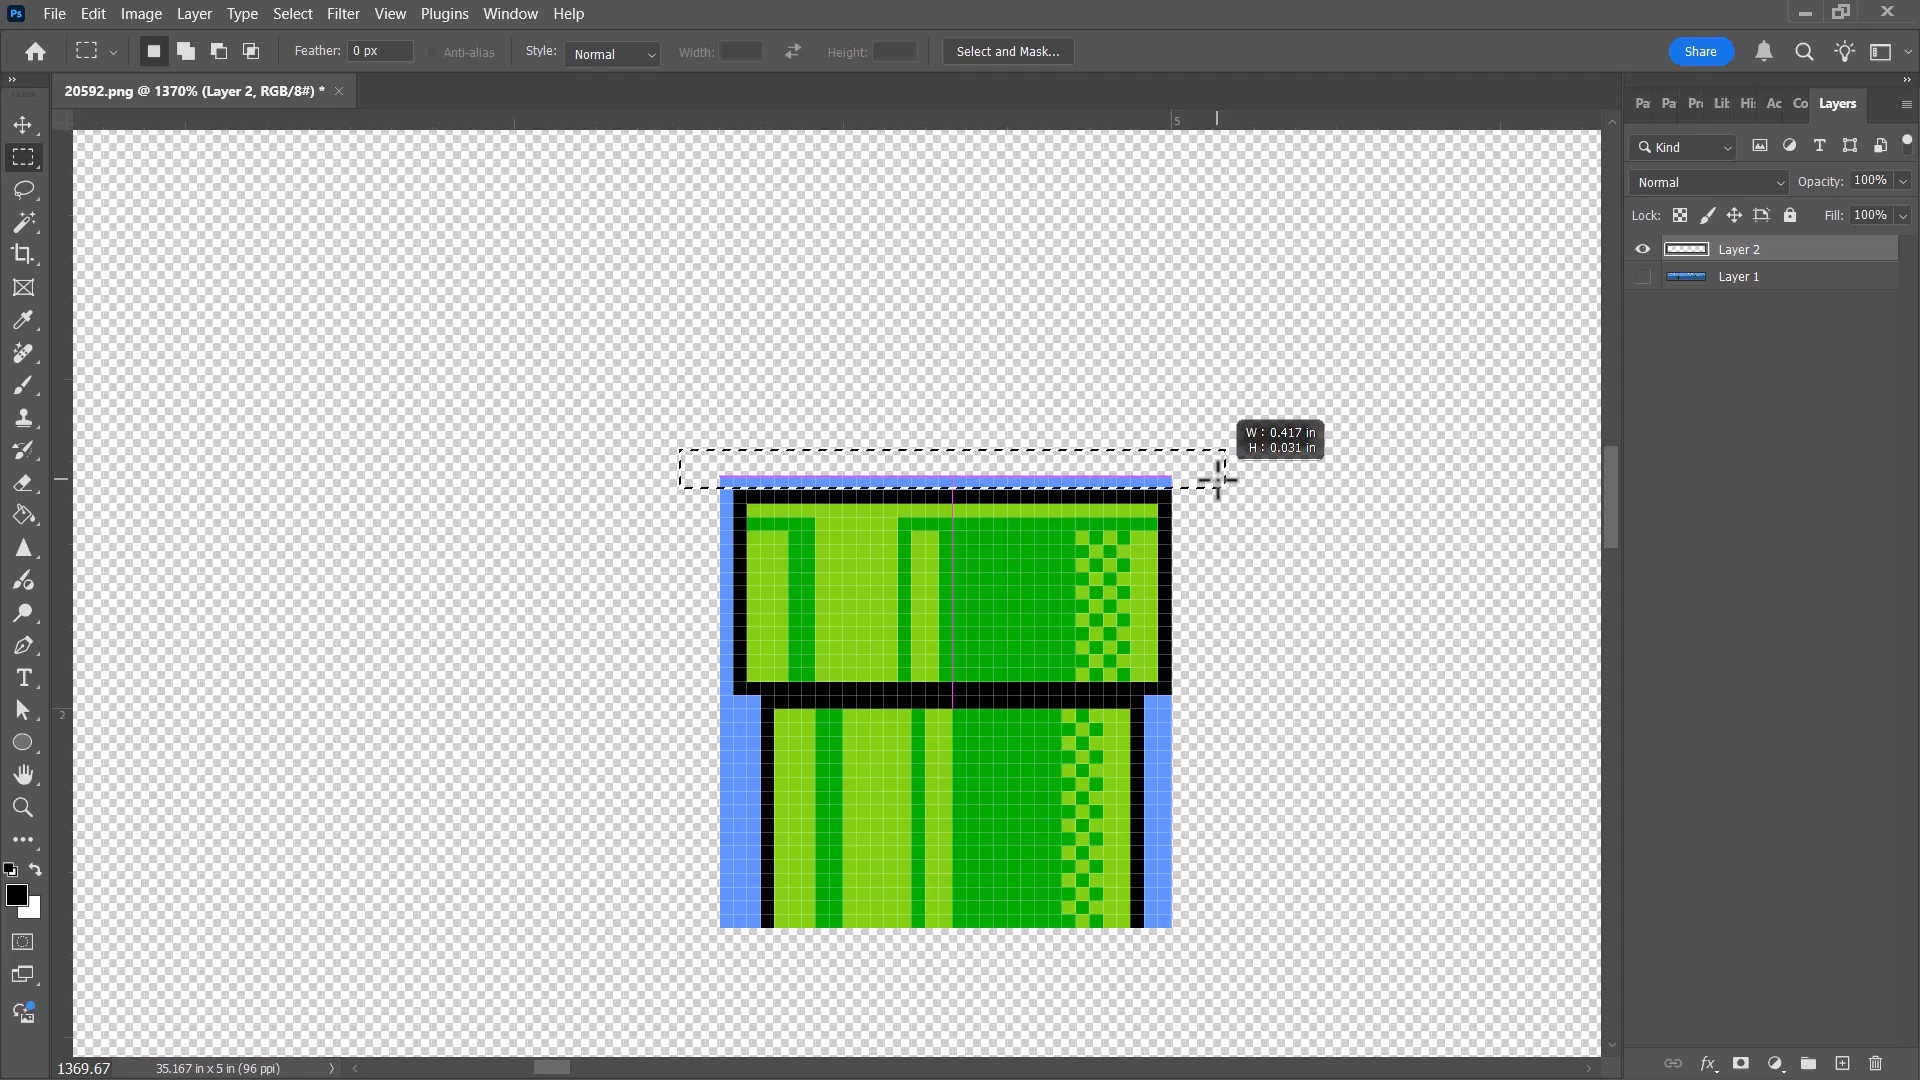 Ps File Edit Image Layer Type Select Filter View Plugins Window Help
Feather: 0 px Anti-alias Style: Normal Width: Height: Select and Mask... Share
20592.png @ 1370% (Layer 2, RGB/8#) *
Pa Pa Pr Lit His Ac Co Layers
5
Kind
Normal Opacity: 100%
Lock: Fill: 100%
Layer 2
Layer 1
W : 0.417 in
H : 0.031 in
2
1369.67 35.167 in x 5 in (96 ppi)